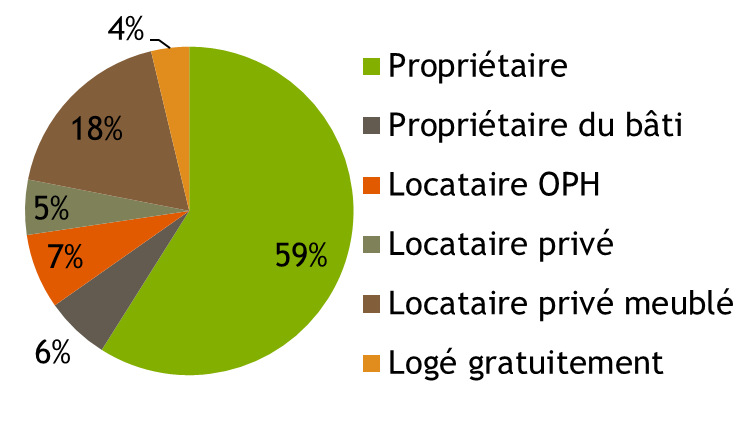 4%
18%
5%
7%
6%
59%
Propriétaire
Propriétaire du bâti
Locataire OPH
Locataire privé
Locataire privé meublé
Logé gratuitement